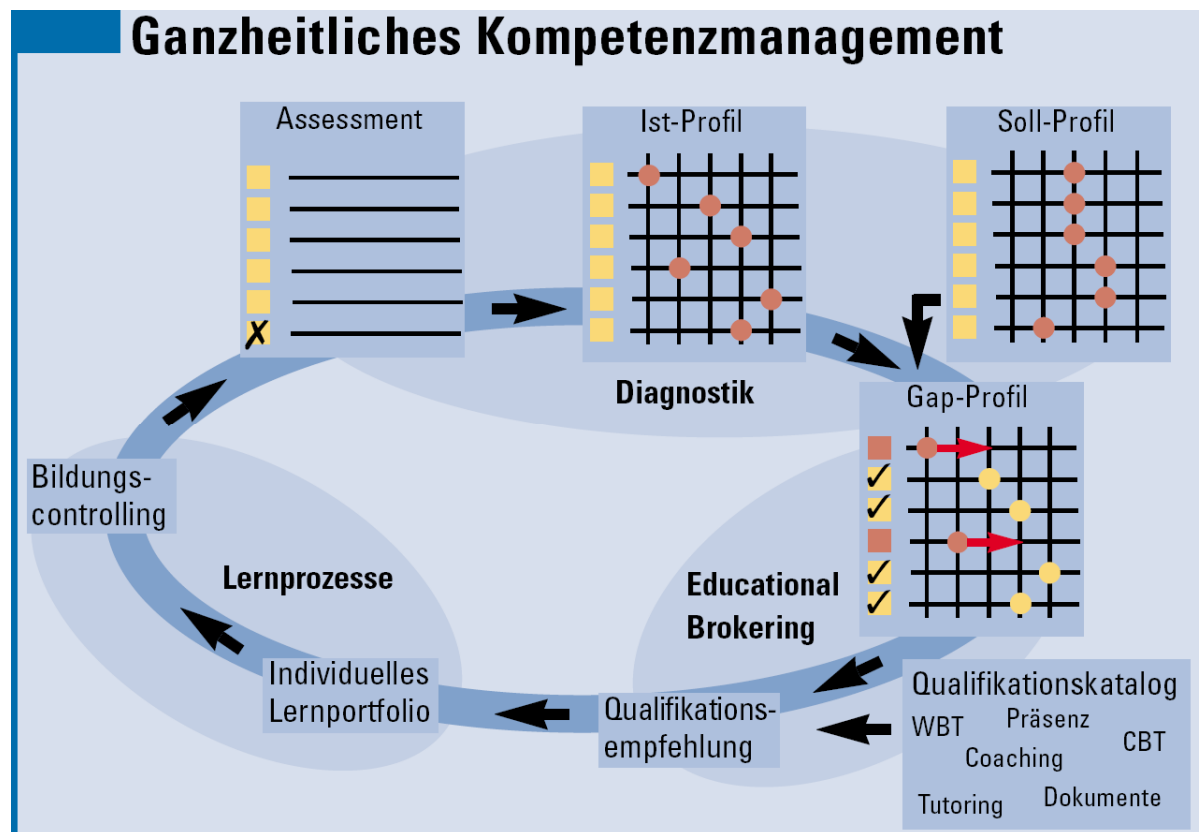 Ganzheitliches Kompetenzmanagement
Assessment
Ist-Profil
Soll-Profil
Diagnostik
Gap-Profil
Bildungs-
controlling
Lernprozesse
Educational
Brokering
Individuelles
Lernportfolio
Qualifikations-
empfehlung
Qualifikationskatalog
WBT
Präsenz
CBT
Coaching
Tutoring
Dokumente